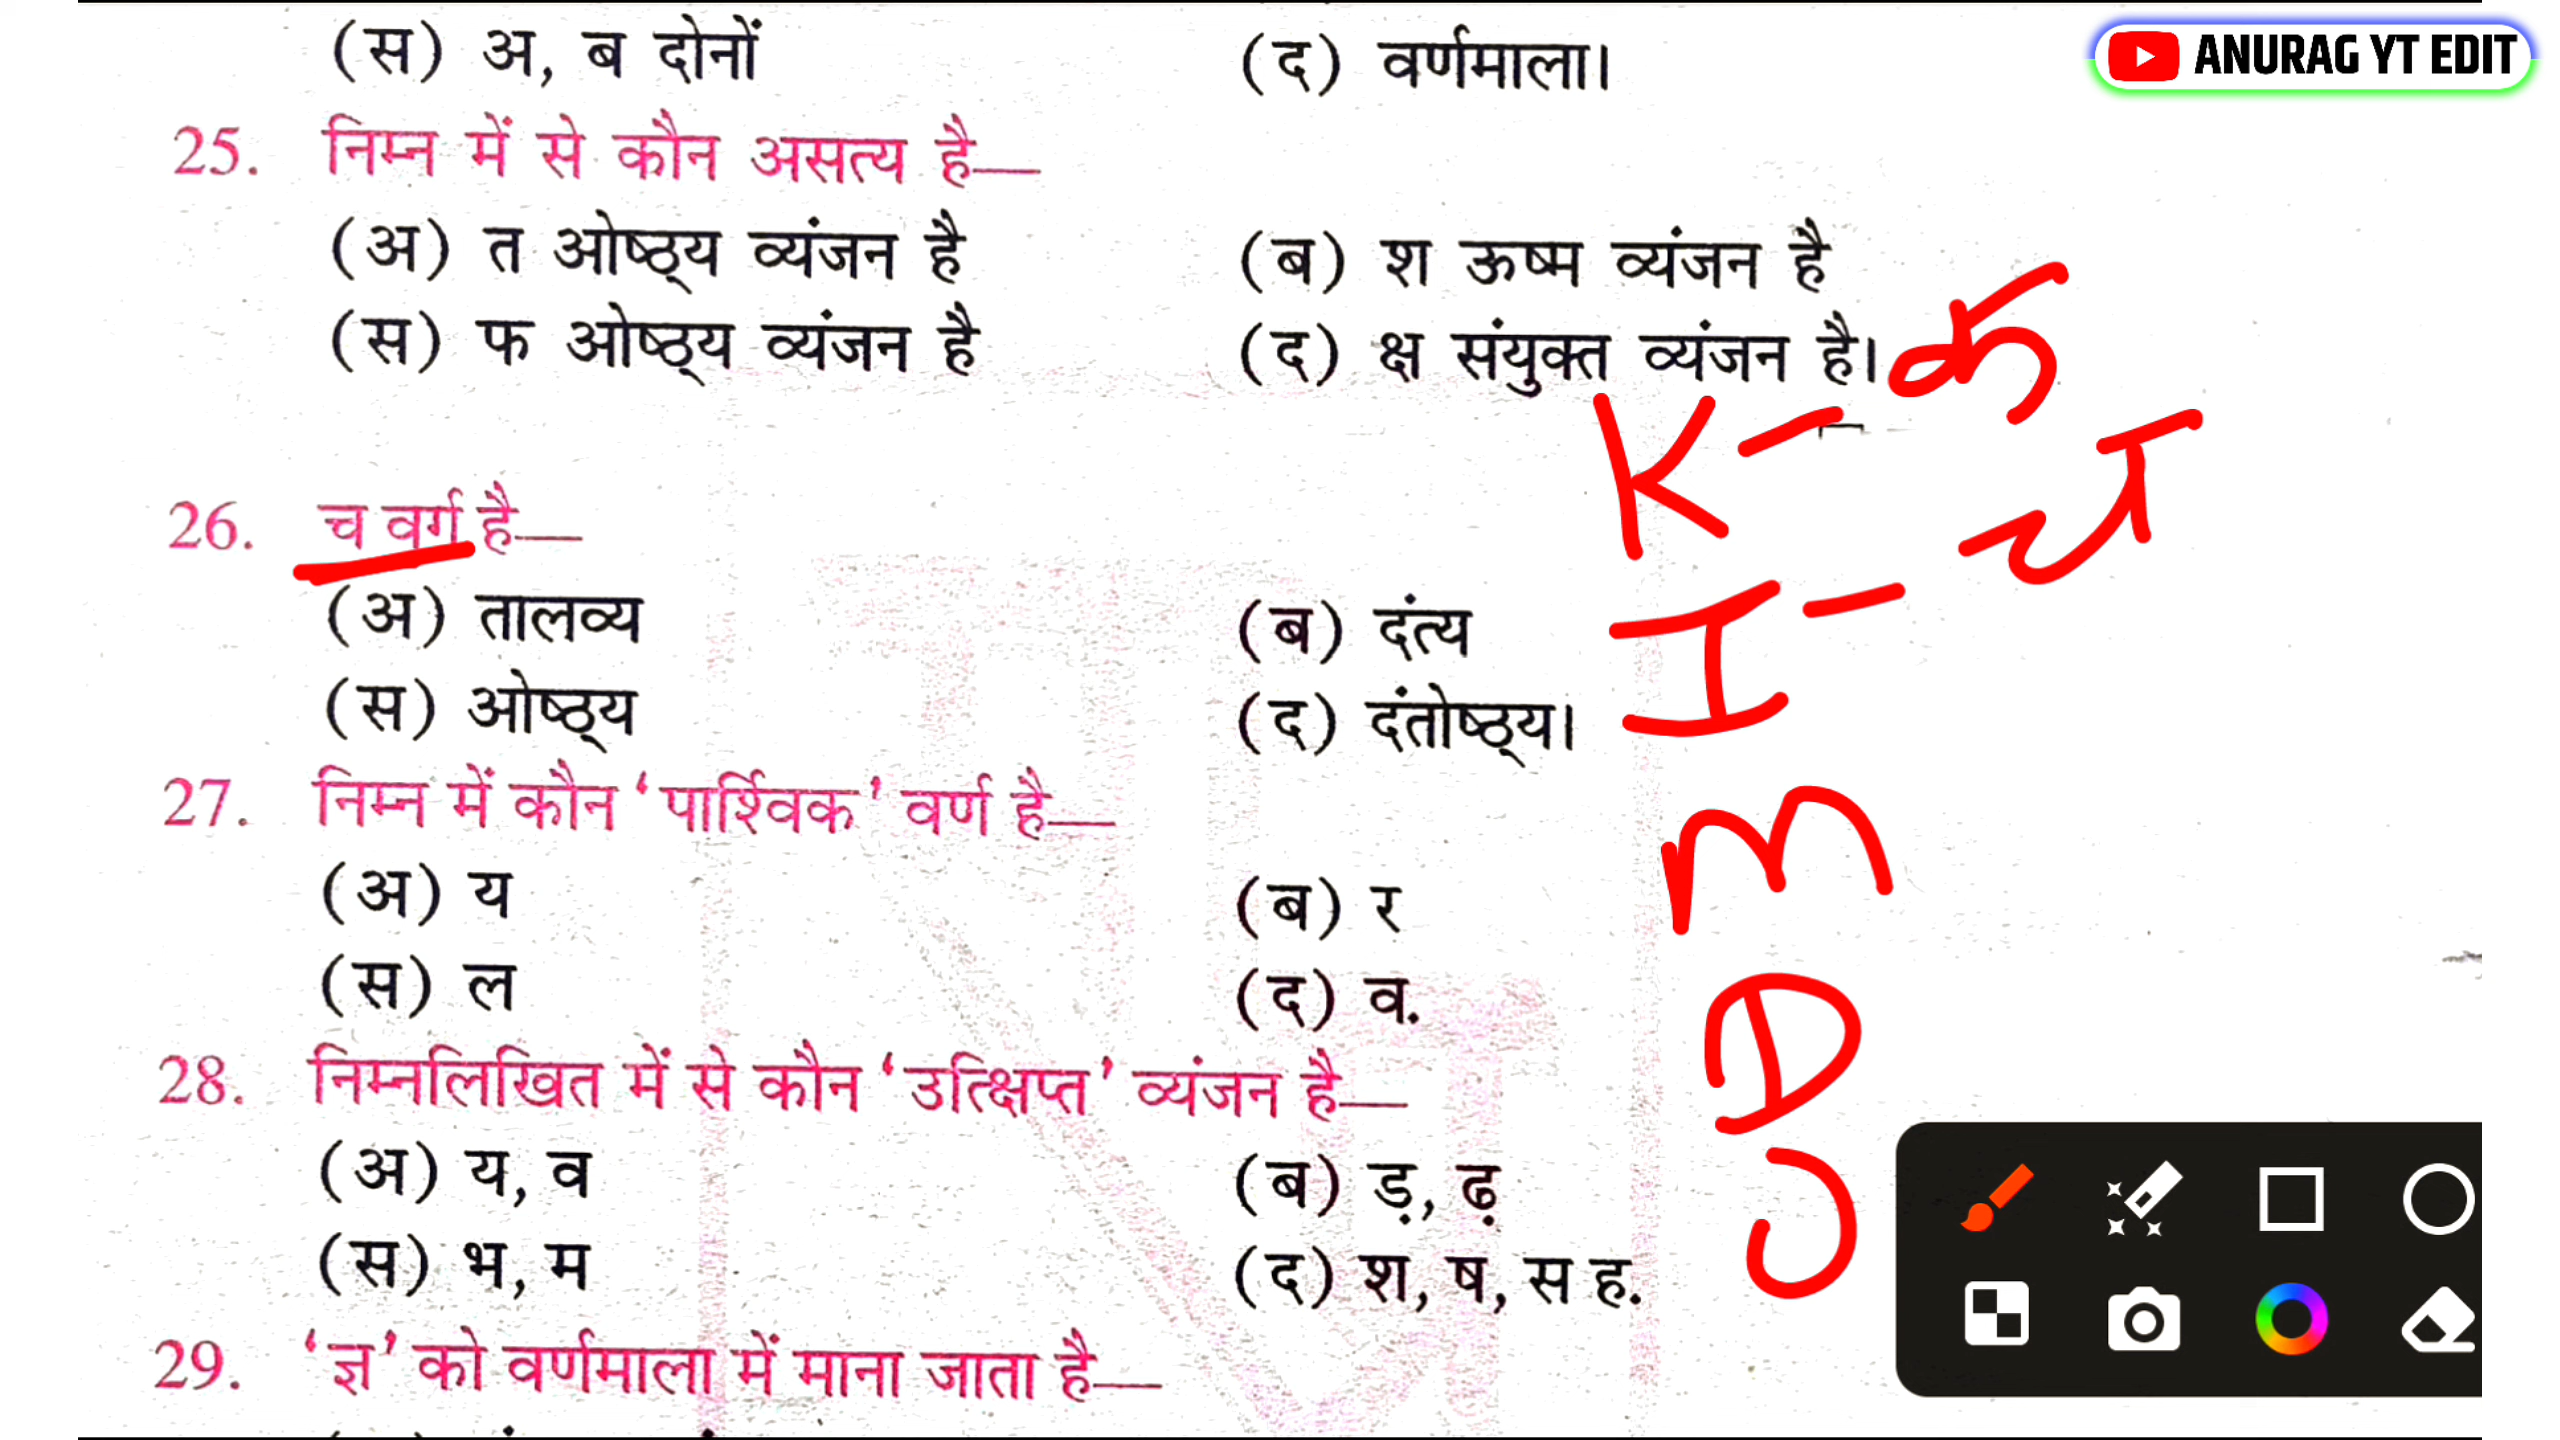 (स) अ, ब दोनों (द) वर्णमाला।
ANURAG YT EDIT
25. निम्न में से कौन असत्य है—
(अ) त ओष्ठ्य व्यंजन है (ब) श ऊष्म व्यंजन है
(स) फ ओष्ठ्य व्यंजन है (द) क्ष संयुक्त व्यंजन है।
K – क
26. च वर्ग है—
I – च
(अ) तालव्य (ब) दंत्य
(स) ओष्ठ्य (द) दंतोष्ठ्य।
27. निम्न में कौन ‘पार्श्विक’ वर्ण है—
m
(अ) य (ब) र
(स) ल (द) व.
D
28. निम्नलिखित में से कौन ‘उत्क्षिप्त’ व्यंजन है—
(अ) य, व (ब) ड़, ढ़
(स) भ, म (द) श, ष, स ह.
29. ‘ज्ञ’ को वर्णमाला में माना जाता है—